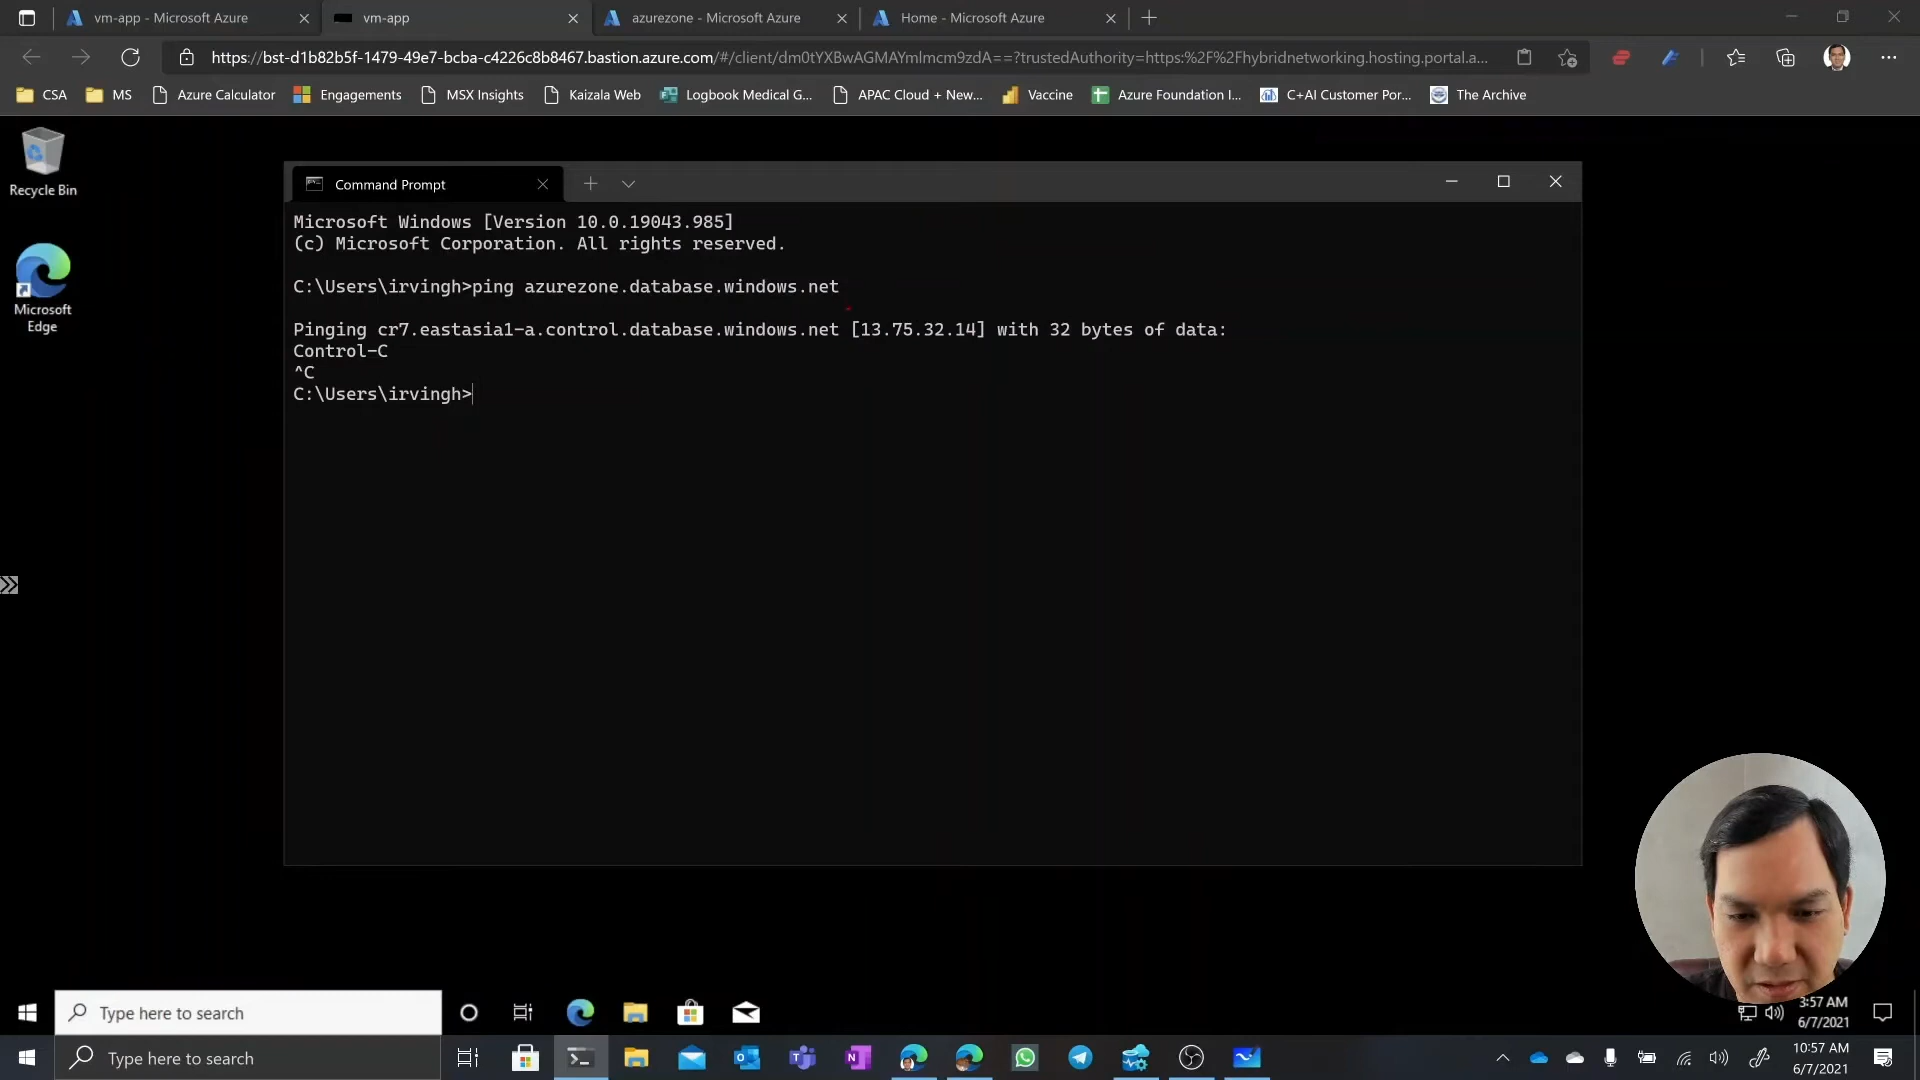 vm-app - Microsoft Azure
vm-app
azurezone - Microsoft Azure
Home - Microsoft Azure
https://bst-d1b82b5f-1479-49e7-bcba-c4226c8b8467.bastion.azure.com/#/client/dm0tYXBwAGMAYmlmcm9zdA==?trustedAuthority=https:%2F%2Fhybridnetworking.hosting.portal.a...
CSA
MS
Azure Calculator
Engagements
MSX Insights
Kaizala Web
Logbook Medical G...
APAC Cloud + New...
Vaccine
Azure Foundation I...
C+AI Customer Por...
The Archive
Recycle Bin
Microsoft
Edge
Command Prompt
Microsoft Windows [Version 10.0.19043.985]
(c) Microsoft Corporation. All rights reserved.
C:\Users\irvingh>ping azurezone.database.windows.net
Pinging cr7.eastasia1-a.control.database.windows.net [13.75.32.14] with 32 bytes of data:
Control-C
^C
C:\Users\irvingh>
Type here to search
3:57 AM
6/7/2021
Type here to search
10:57 AM
6/7/2021